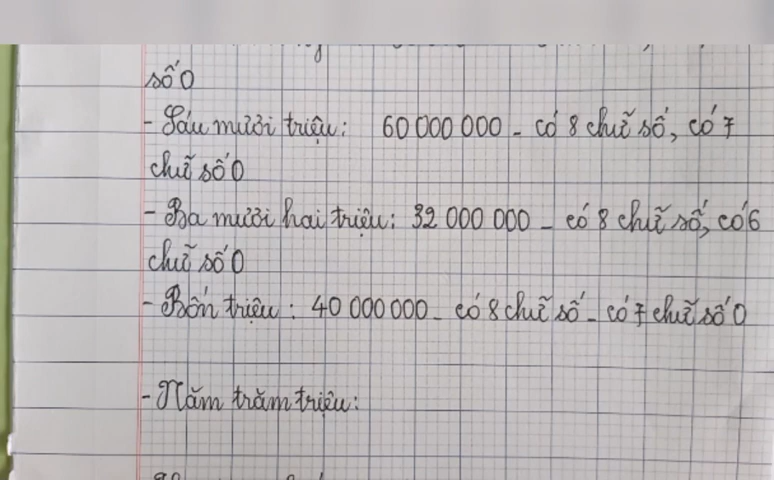 số 0
- Sáu mươi triệu: 60 000 000 - có 8 chữ số, có 7
chữ số 0
- Ba mươi hai triệu: 32 000 000 - có 8 chữ số, có 6
chữ số 0
- Bốn triệu: 40 000 000 - có 8 chữ số - có 7 chữ số 0
- Năm trăm triệu: